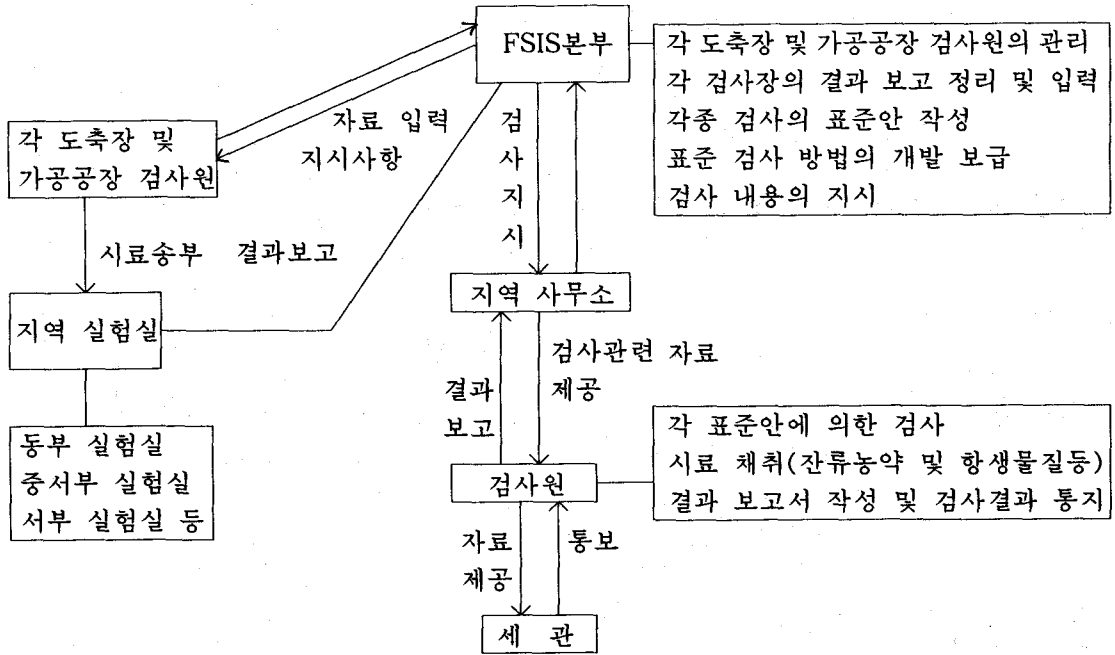 FSIS본부
각 도축장 및 가공공장 검사원의 관리
각 검사장의 결과 보고 정리 및 입력
각종 검사의 표준안 작성
표준 검사 방법의 개발 보급
검사 내용의 지시
자료 입력
지시사항
검
사
지
시
각 도축장 및
가공공장 검사원
시료송부 결과보고
지역 실험실
동부 실험실
중서부 실험실
서부 실험실 등
지역 사무소
검사관련 자료
제공
결과
보고
검사원
각 표준안에 의한 검사
시료 채취(잔류농약 및 항생물질등)
결과 보고서 작성 및 검사결과 통지
자료
제공
통보
세 관